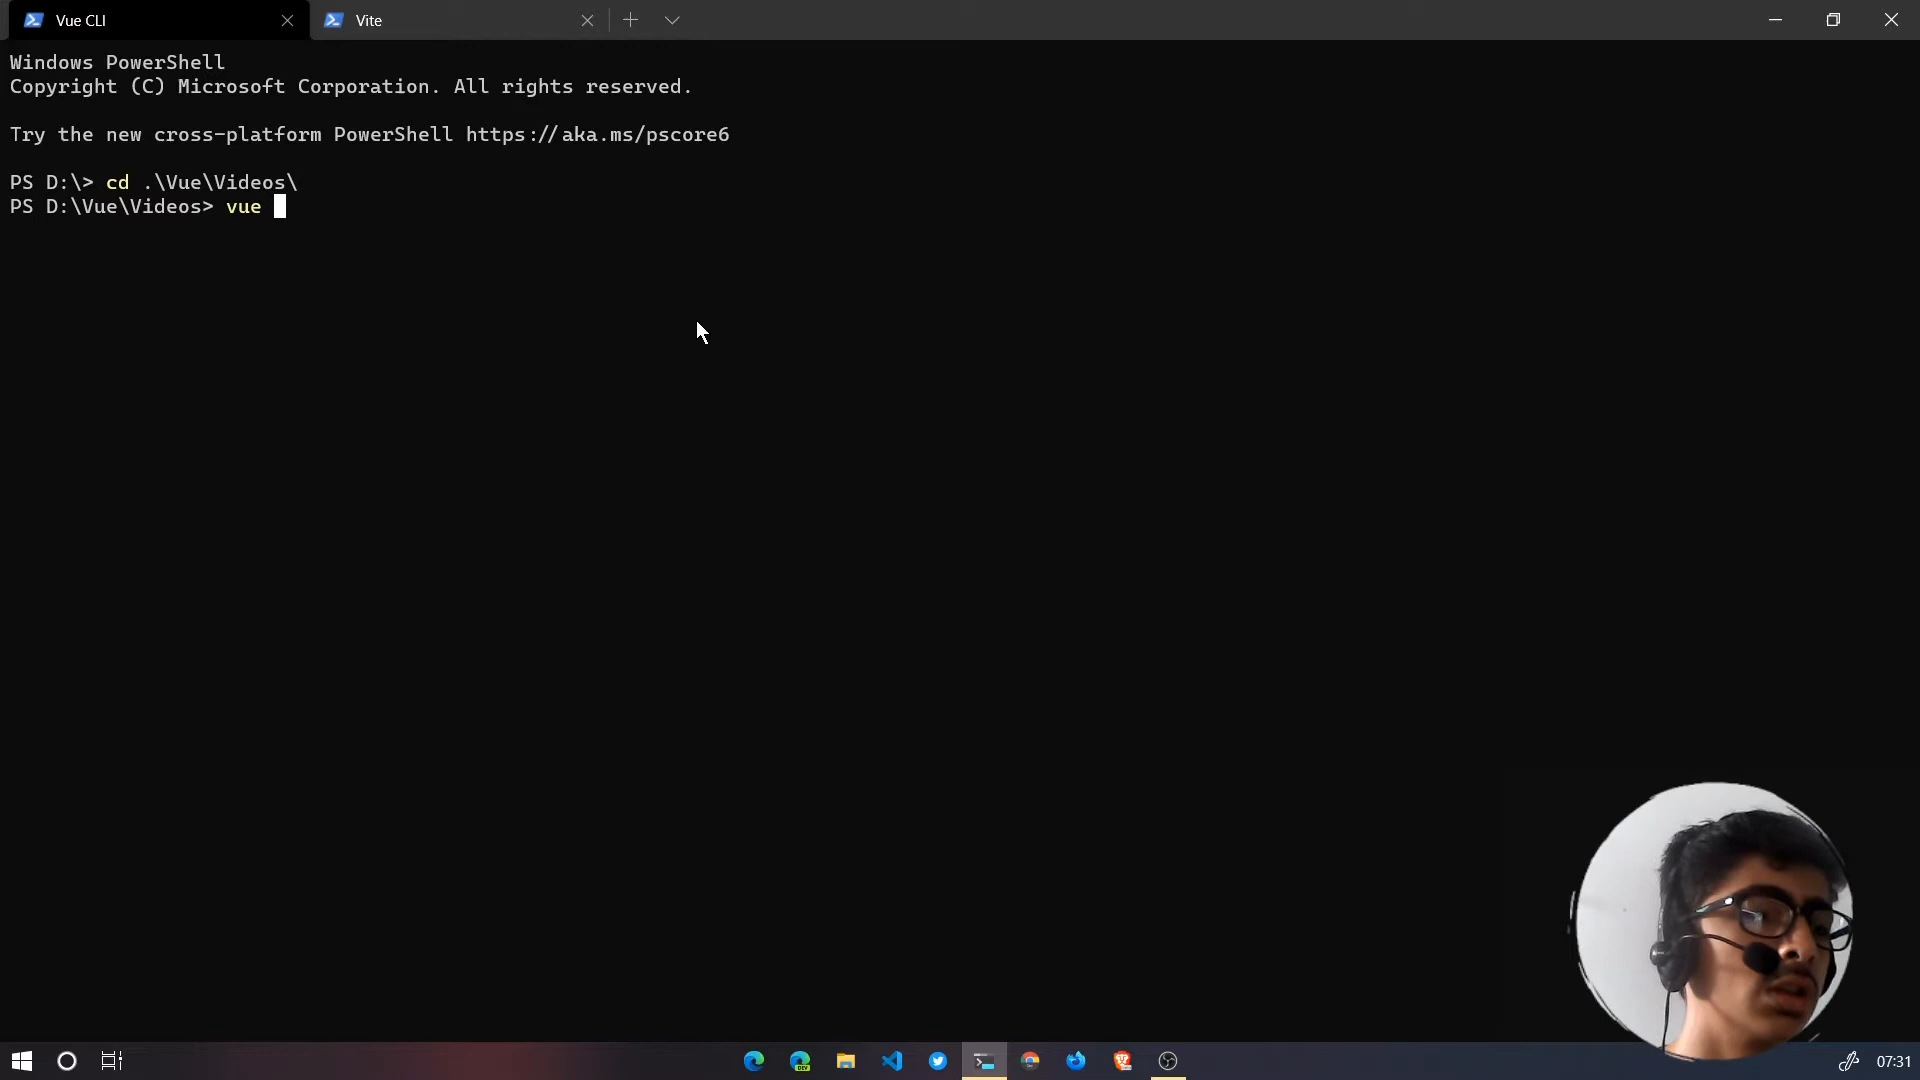 Vue CLI
Vite
Windows PowerShell
Copyright (C) Microsoft Corporation. All rights reserved.
Try the new cross-platform PowerShell https://aka.ms/pscore6
PS D:\> cd .\Vue\Videos\
PS D:\Vue\Videos> vue
DEV
07:31